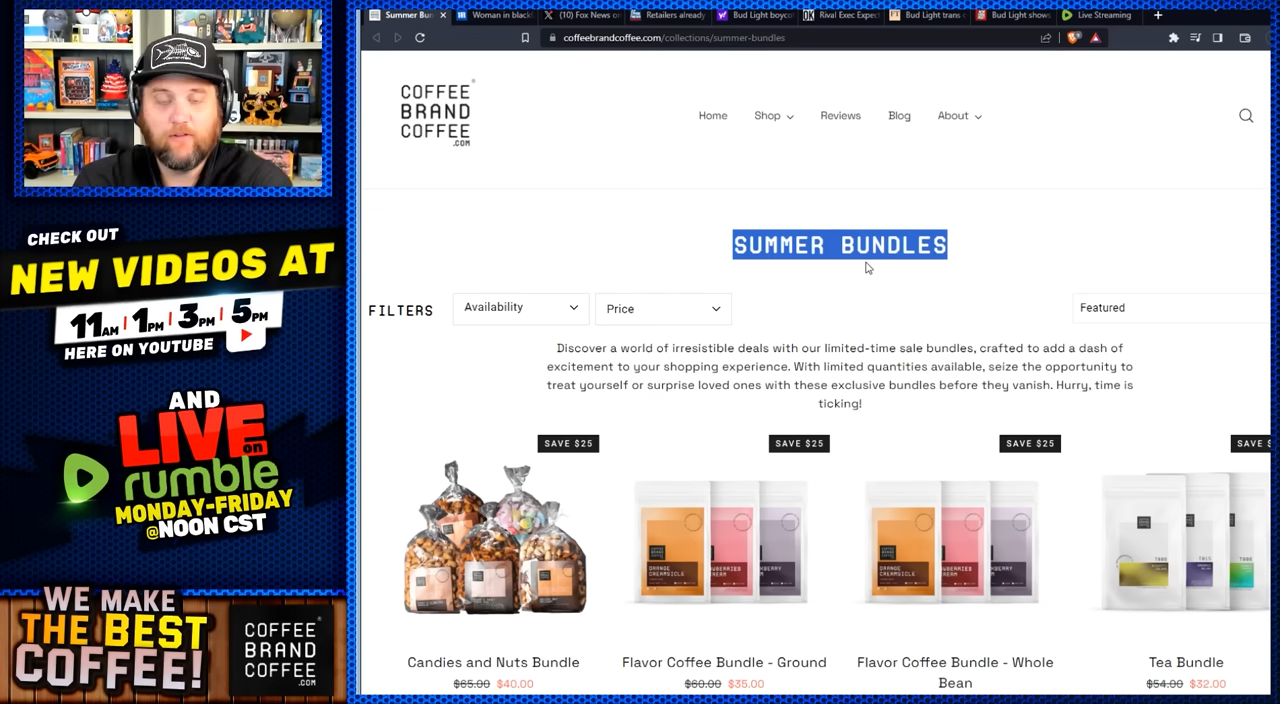 Summer Bun
Woman in black
(10) Fox News o
Retailers already
Bud Light boyco
Rival Exec Expec
Bud Light trans
Bud Light shows
Live Streaming
coffeebrandcoffee.com/collections/summer-bundles
COFFEE
BRAND
COFFEE
.COM
Home
Shop
Reviews
Blog
About
SUMMER BUNDLES
FILTERS
Availability
Price
Featured
Discover a world of irresistible deals with our limited-time sale bundles, crafted to add a dash of
excitement to your shopping experience. With limited quantities available, seize the opportunity to
treat yourself or surprise loved ones with these exclusive bundles before they vanish. Hurry, time is
ticking!
SAVE $25
SAVE $25
SAVE $25
SAVE $
ORANGE
CREAMSICLE
ORANGE
CREAMSICLE
Candies and Nuts Bundle
$65.00 $40.00
Flavor Coffee Bundle - Ground
$60.00 $35.00
Flavor Coffee Bundle - Whole
Bean
$60.00 $35.00
Tea Bundle
$54.00 $32.00
CHECK OUT
NEW VIDEOS AT
11AM | 1PM | 3PM | 5PM
HERE ON YOUTUBE
AND
LIVE on
rumble
MONDAY-FRIDAY
@NOON CST
WE MAKE
THE BEST
COFFEE!
COFFEE
BRAND
COFFEE
.COM